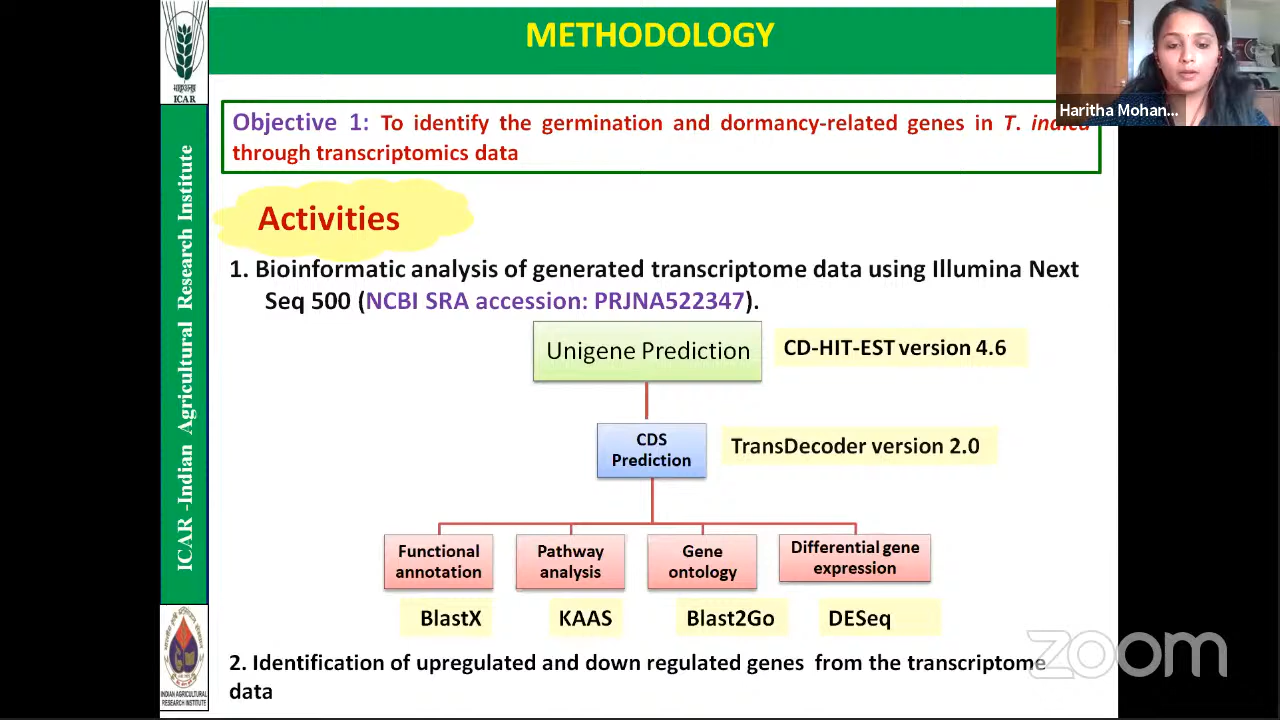 METHODOLOGY
ICAR
Haritha Mohan...
Objective 1: To identify the germination and dormancy-related genes in T. indica
through transcriptomics data
ICAR -Indian Agricultural Research Institute
Activities
1. Bioinformatic analysis of generated transcriptome data using Illumina Next
Seq 500 (NCBI SRA accession: PRJNA522347).
Unigene Prediction
CD-HIT-EST version 4.6
CDS
Prediction
TransDecoder version 2.0
Functional
annotation
Pathway
analysis
Gene
ontology
Differential gene
expression
BlastX
KAAS
Blast2Go
DESeq
2. Identification of upregulated and down regulated genes from the transcriptome
data
zoom
INDIAN AGRICULTURAL
RESEARCH INSTITUTE